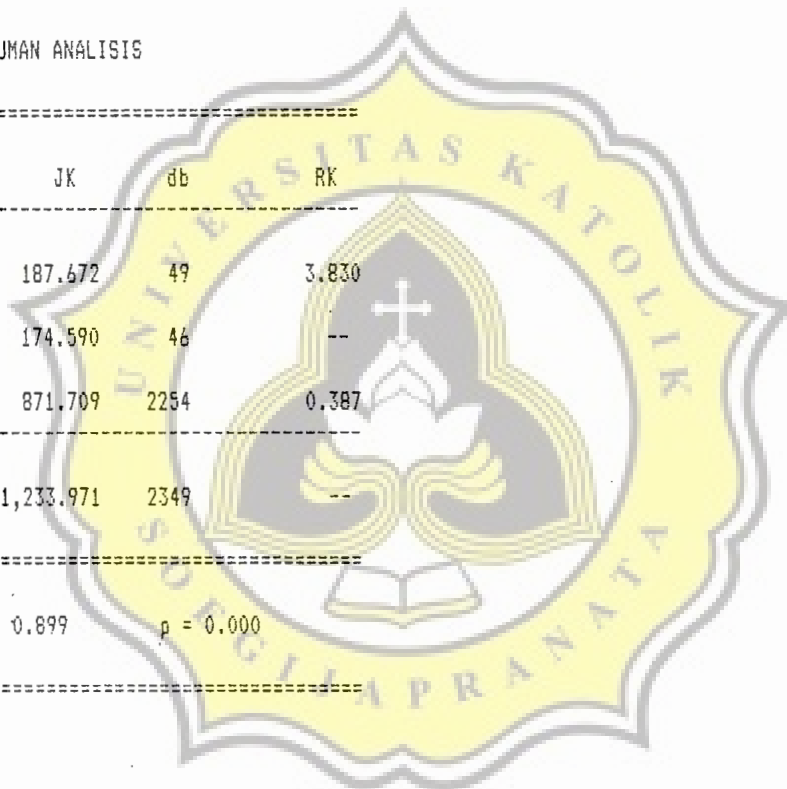 UMAN ANALISIS
JK db RK
187.672 49 3.830
174.590 46 --
871.709 2254 0.387
1,233.971 2349 --
0.899 p = 0.000
UNIVERSITAS KATOLIK
SOEGIJAPRANATA